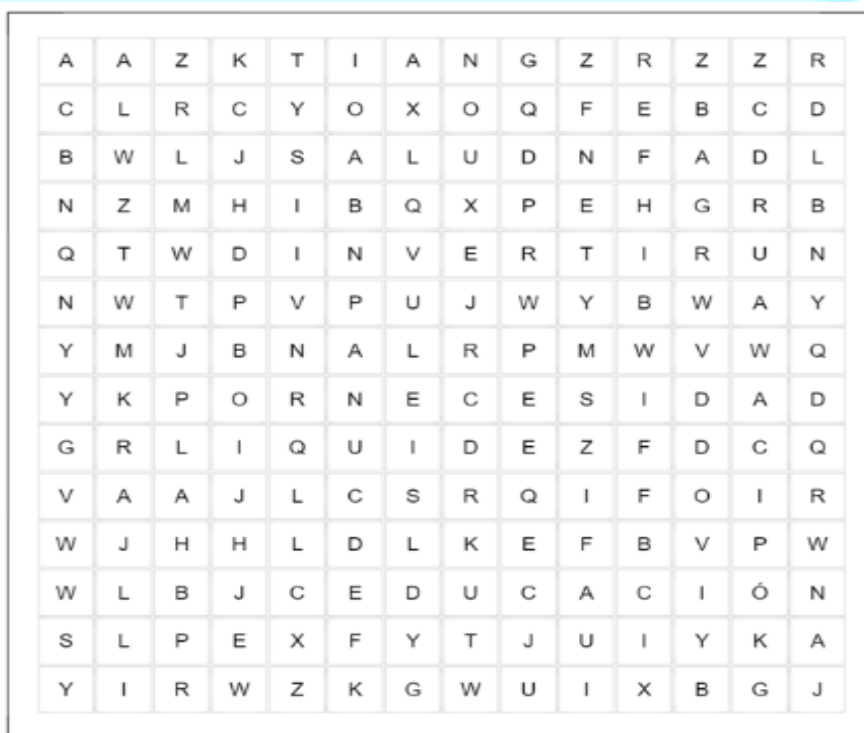 A A Z K T I A N G Z R Z Z R
C L R C Y O X O Q F E B C D
B W L J S A L U D N F A D L
N Z M H I B Q X P E H G R B
Q T W D I N V E R T I R U N
N W T P V P U J W Y B W A Y
Y M J B N A L R P M W V W Q
Y K P O R N E C E S I D A D
G R L I Q U I D E Z F D C Q
V A A J L C S R Q I F O I R
W J H H L D L K E F B V P W
W L B J C E D U C A C I Ó N
S L P E X F Y T J U I Y K A
Y I R W Z K G W U I X B G J